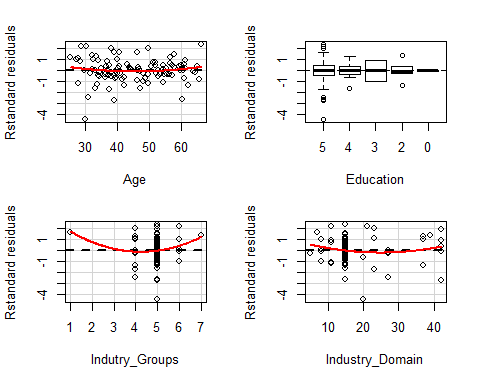 Rstandard residuals
1
-1
-4
30 40 50 60
Age
Rstandard residuals
1
-1
-4
5 4 3 2 0
Education
Rstandard residuals
1
-1
-4
1 2 3 4 5 6 7
Indutry_Groups
Rstandard residuals
1
-1
-4
10 20 30 40
Industry_Domain